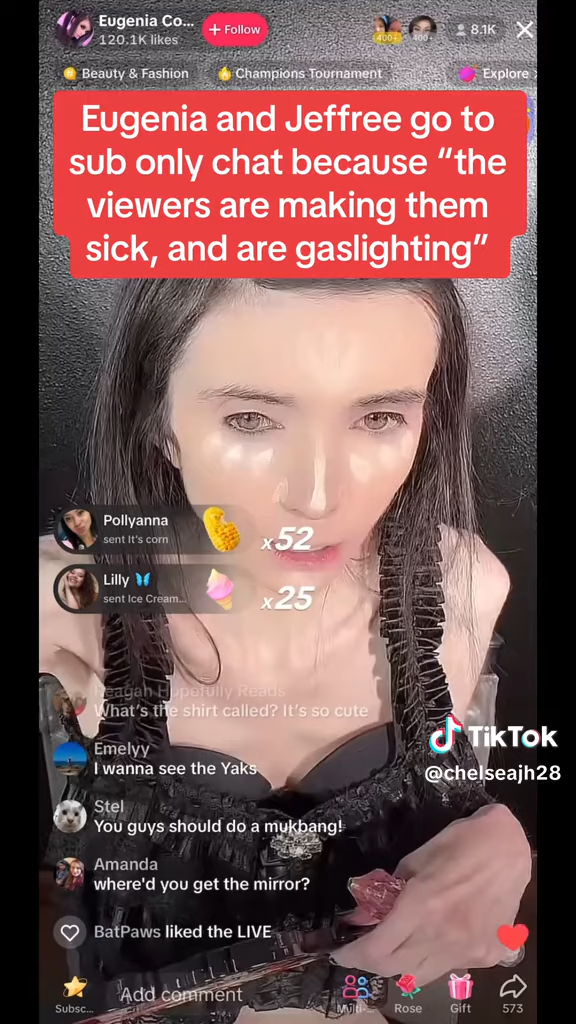 Eugenia Co...
120.1K likes
+ Follow
400+
400+
8.1K
Beauty & Fashion
Champions Tournament
Explore
Eugenia and Jeffree go to
sub only chat because “the
viewers are making them
sick, and are gaslighting”
Pollyanna
sent It's corn
x52
Lilly
sent Ice Cream...
x25
Reagan Hopefully Reads
What's the shirt called? It's so cute
TikTok
@chelseajh28
Emelyy
I wanna see the Yaks
Stel
You guys should do a mukbang!
Amanda
where'd you get the mirror?
BatPaws liked the LIVE
Subsc...
Add comment
Multi-
Rose
Gift
573